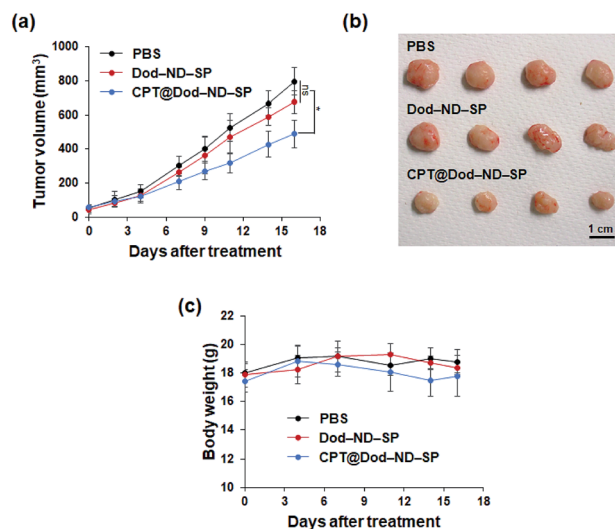 (a)
Tumor volume (mm³)
1000
800
600
400
200
0
PBS
Dod–ND–SP
CPT@Dod–ND–SP
ns
*
0 3 6 9 12 15 18
Days after treatment
(b)
PBS
Dod–ND–SP
CPT@Dod–ND–SP
1 cm
(c)
Body weight (g)
22
20
18
16
14
12
10
PBS
Dod–ND–SP
CPT@Dod–ND–SP
0 3 6 9 12 15 18
Days after treatment